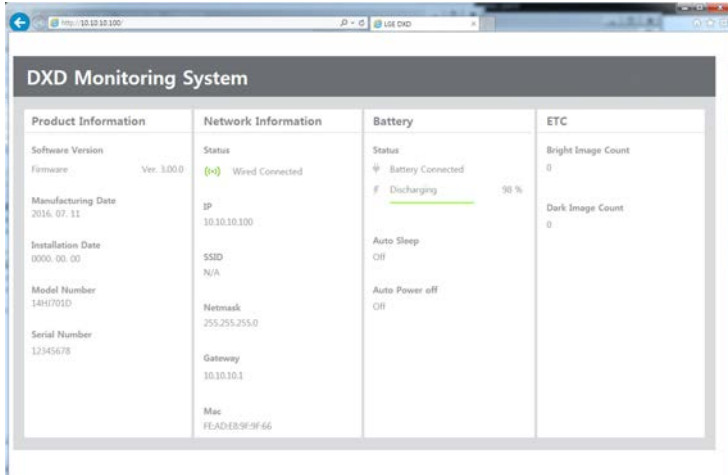 http://10.10.10.100/
LGE DXD
DXD Monitoring System
Product Information
Software Version
Firmware Ver. 3.00.0
Manufacturing Date
2016. 07. 11
Installation Date
0000. 00. 00
Model Number
14HJ701D
Serial Number
12345678
Network Information
Status
Wired Connected
IP
10.10.10.100
SSID
N/A
Netmask
255.255.255.0
Gateway
10.10.10.1
Mac
FE:AD:E8:9F:9F:66
Battery
Status
Battery Connected
Discharging 98 %
Auto Sleep
Off
Auto Power off
Off
ETC
Bright Image Count
0
Dark Image Count
0